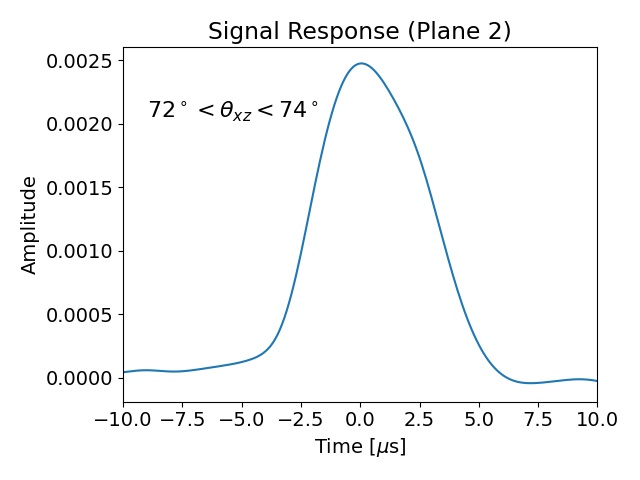 Signal Response (Plane 2)
0.0025
72° < θxz < 74°
0.0020
0.0015
Amplitude
0.0010
0.0005
0.0000
−10.0 −7.5 −5.0 −2.5 0.0 2.5 5.0 7.5 10.0
Time [μs]